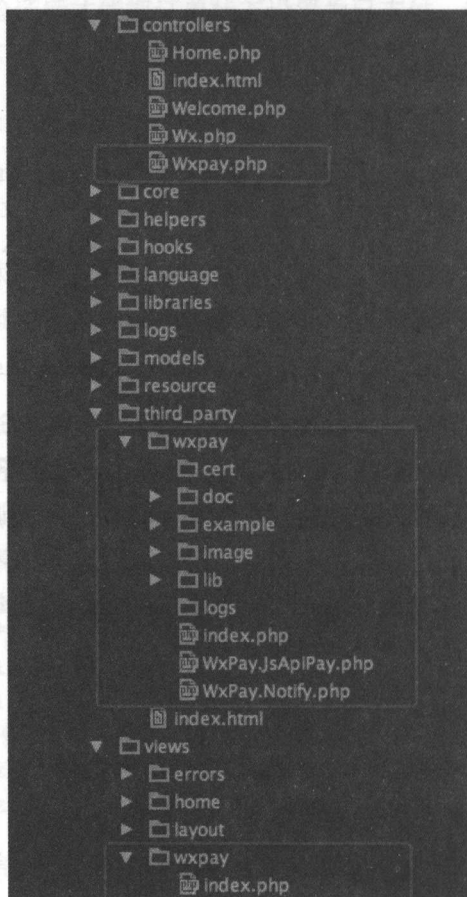 controllers
Home.php
index.html
Welcome.php
Wx.php
Wxpay.php
core
helpers
hooks
language
libraries
logs
models
resource
third_party
wxpay
cert
doc
example
image
lib
logs
index.php
WxPay.JsApiPay.php
WxPay.Notify.php
index.html
views
errors
home
layout
wxpay
index.php